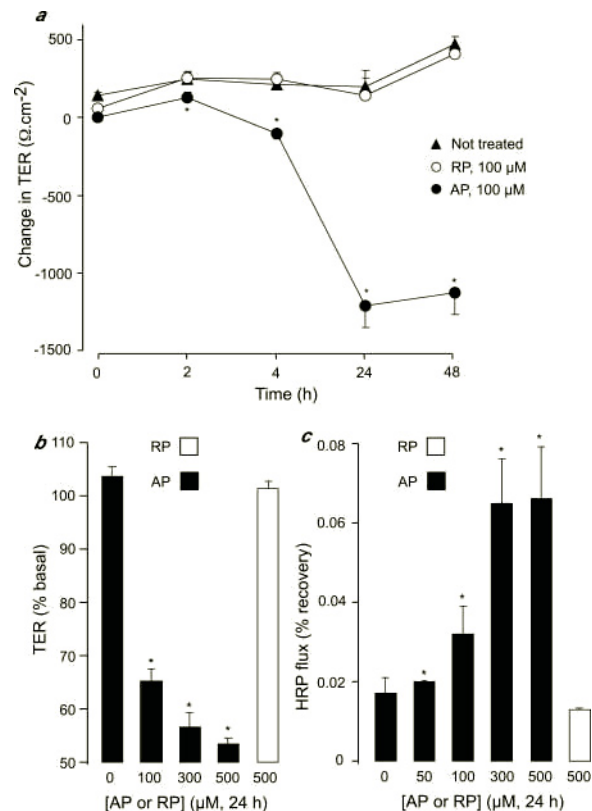 a
Change in TER (Ω.cm-2)
500
250
0
-500
-1000
-1500
0 2 4 24 48
Time (h)
* * * *
▲ Not treated
○ RP, 100 µM
● AP, 100 µM
b
RP
AP
TER (% basal)
110
100
90
80
70
60
50
* * *
0 100 300 500 500
[AP or RP] (µM, 24 h)
c
RP
AP
HRP flux (% recovery)
0.08
0.06
0.04
0.02
0
* * * *
0 50 100 300 500 500
[AP or RP] (µM, 24 h)